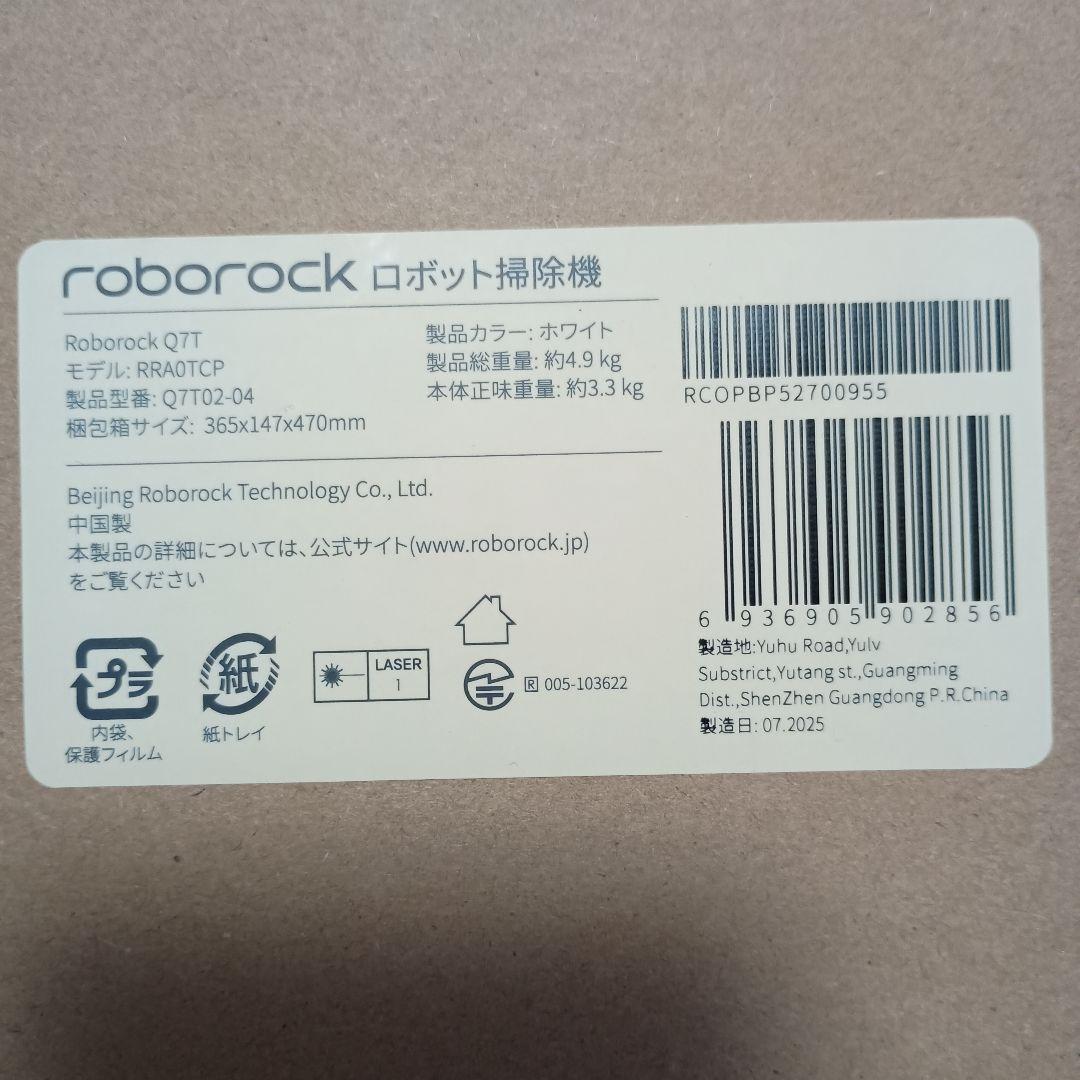 roborock ロボット掃除機
Roborock Q7T
モデル: RRA0TCP
製品型番: Q7T02-04
梱包箱サイズ: 365x147x470mm
製品カラー: ホワイト
製品総重量: 約4.9 kg
本体正味重量: 約3.3 kg
Beijing Roborock Technology Co., Ltd.
中国製
本製品の詳細については、公式サイト(www.roborock.jp)
をご覧ください
プラ
内袋、
保護フィルム
紙
紙トレイ
LASER
1
R 005-103622
RCOPBP52700955
6 936905 902856
製造地:Yuhu Road,Yulv
Substrict,Yutang st.,Guangming
Dist.,ShenZhen Guangdong P.R.China
製造日: 07.2025